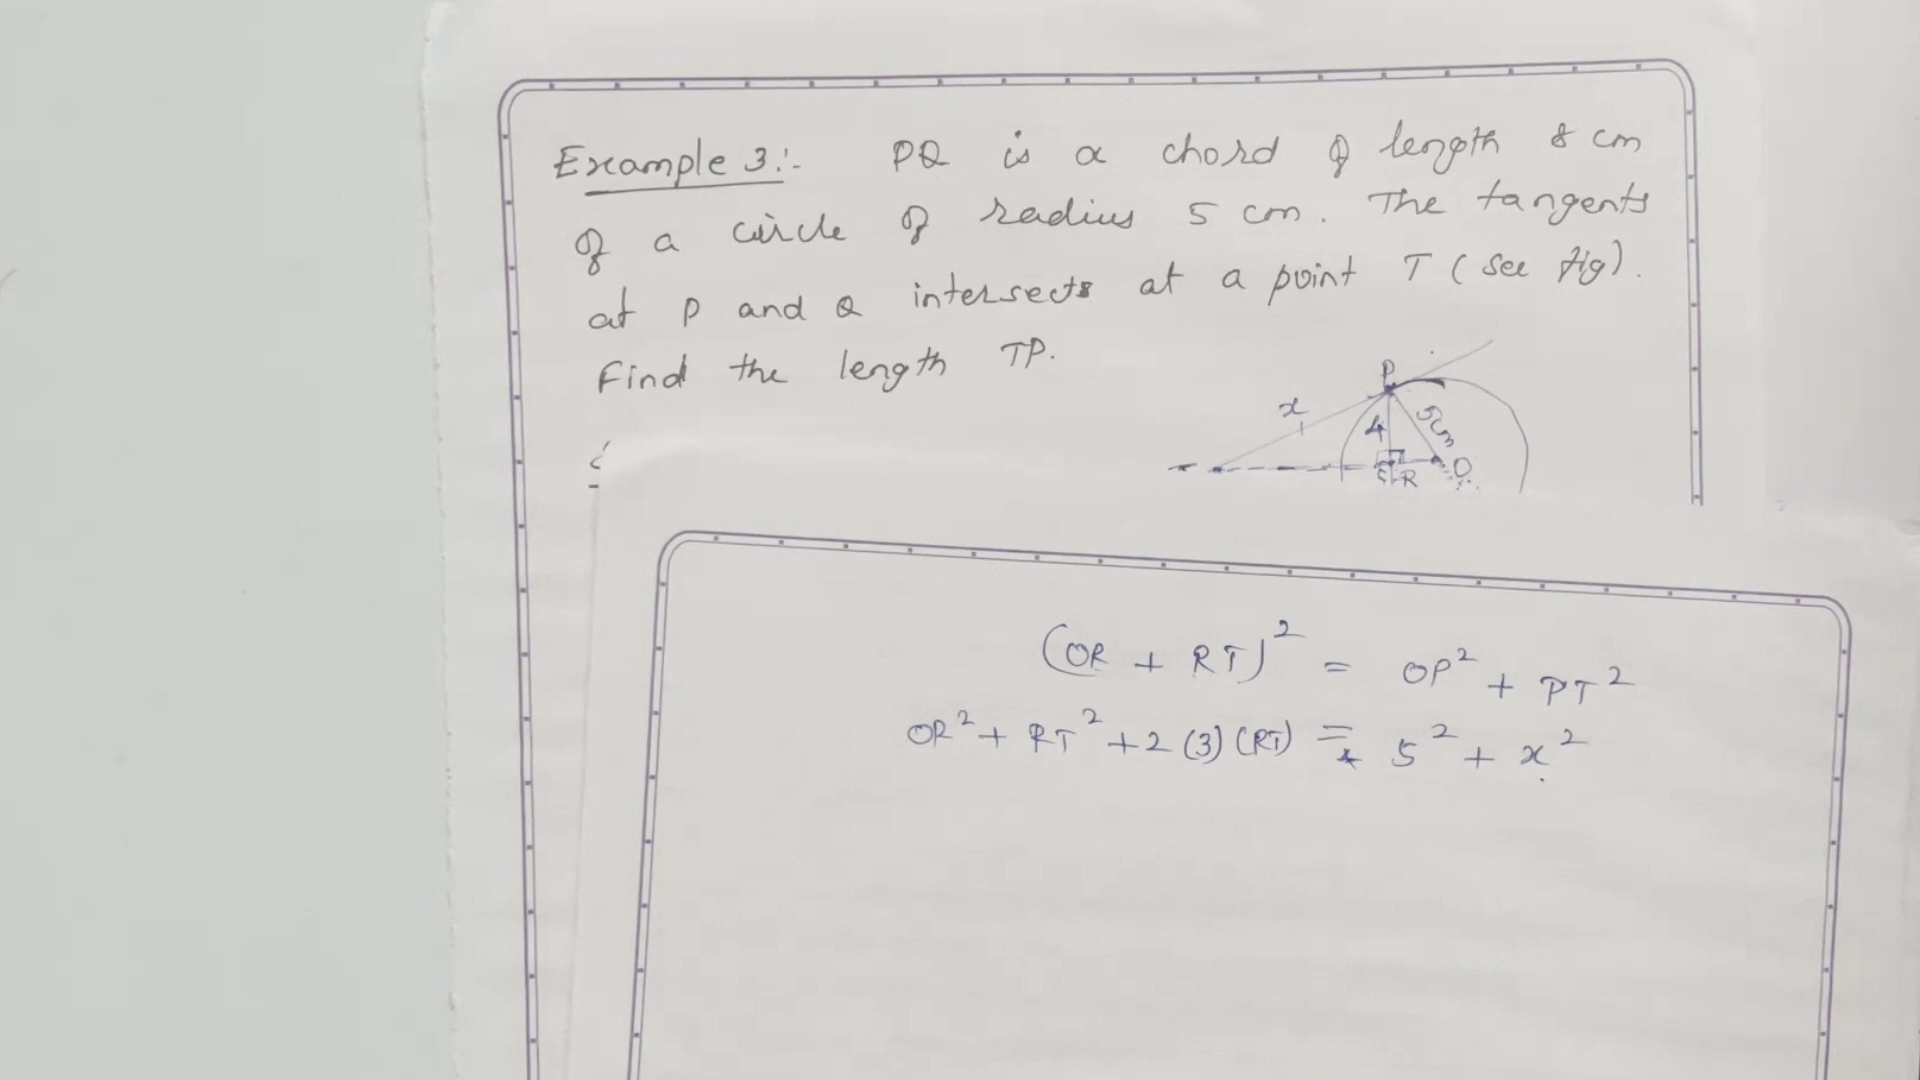 Example 3:- PQ is a chord of length 8 cm
of a circle of radius 5 cm. The tangents
at P and Q intersects at a point T (see fig).
Find the length TP.
P
x
4
5cm
R
O
(OR + RT)² = OP² + PT²
OR² + RT² + 2 (3) (RT) = 5² + x²